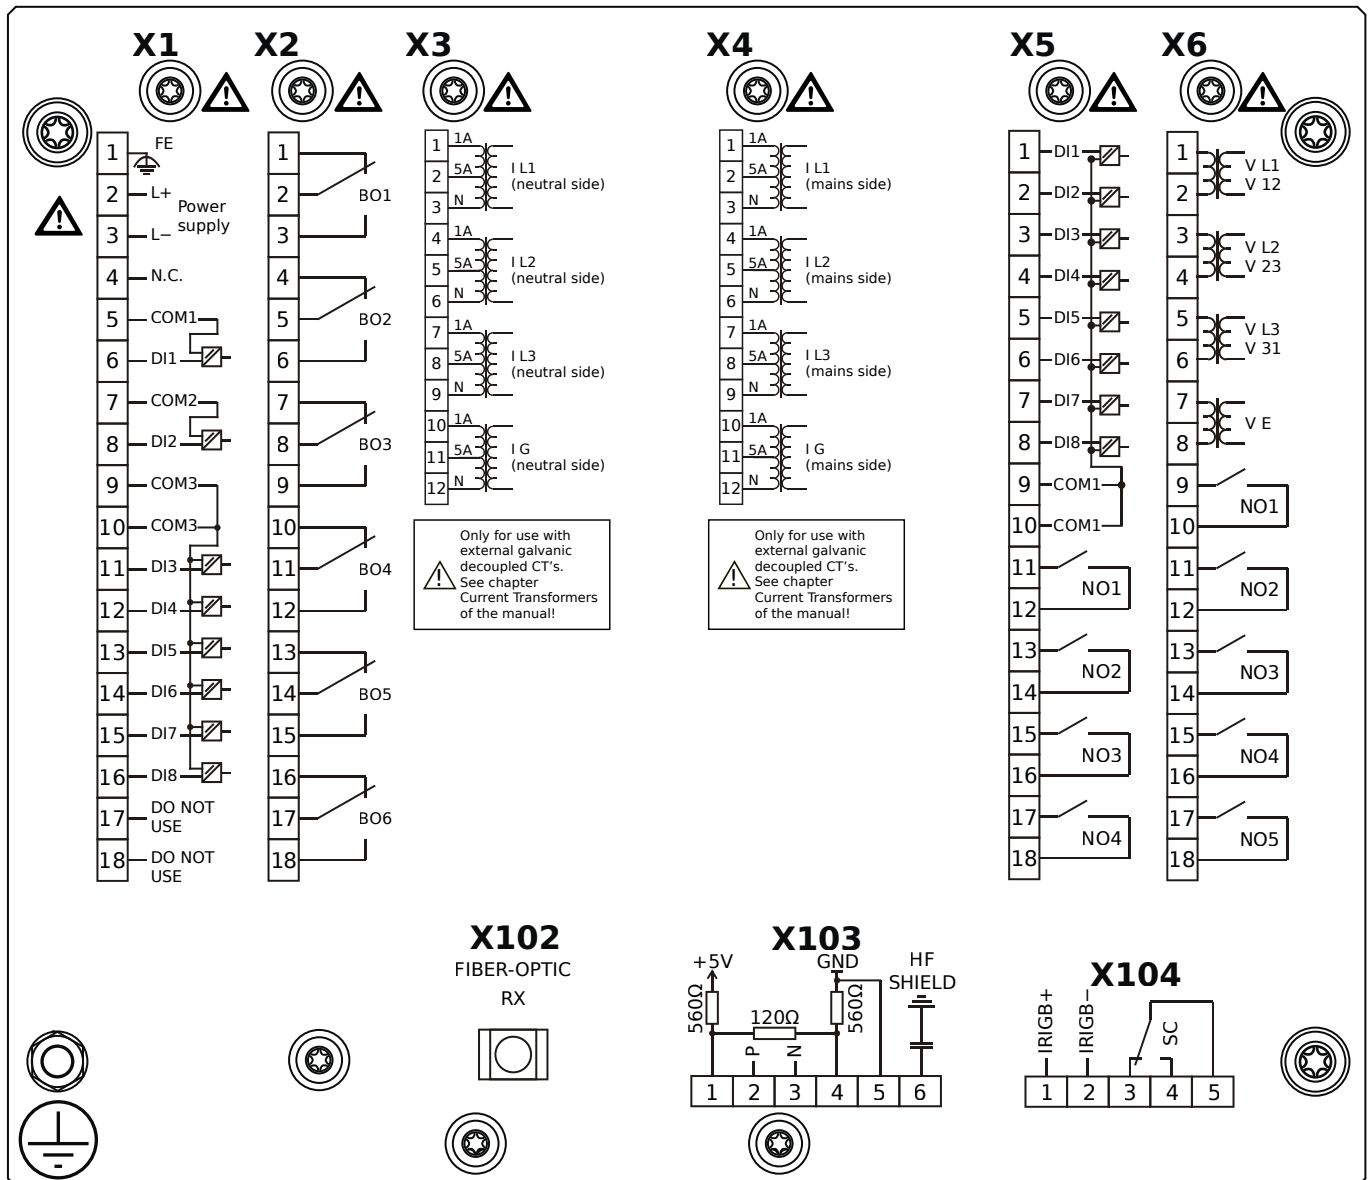 X1
1
FE
2
L+
Power
supply
3
L−
4
N.C.
5
COM1
6
DI1
7
COM2
8
DI2
9
COM3
10
COM3
11
DI3
12
DI4
13
DI5
14
DI6
15
DI7
16
DI8
17
DO NOT
USE
18
DO NOT
USE
X2
1
2
BO1
3
4
5
BO2
6
7
8
BO3
9
10
11
BO4
12
13
14
BO5
15
16
17
BO6
18
X3
1
1A
2
5A
I L1
(neutral side)
3
N
4
1A
5
5A
I L2
(neutral side)
6
N
7
1A
8
5A
I L3
(neutral side)
9
N
10
1A
11
5A
I G
(neutral side)
12
N
Only for use with
external galvanic
decoupled CT’s.
See chapter
Current Transformers
of the manual!
X4
1
1A
2
5A
I L1
(mains side)
3
N
4
1A
5
5A
I L2
(mains side)
6
N
7
1A
8
5A
I L3
(mains side)
9
N
10
1A
11
5A
I G
(mains side)
12
N
Only for use with
external galvanic
decoupled CT’s.
See chapter
Current Transformers
of the manual!
X5
1
DI1
2
DI2
3
DI3
4
DI4
5
DI5
6
DI6
7
DI7
8
DI8
9
COM1
10
COM1
11
NO1
12
13
NO2
14
15
NO3
16
17
NO4
18
X6
1
V L1
V 12
2
3
V L2
V 23
4
5
V L3
V 31
6
7
V E
8
9
NO1
10
11
NO2
12
13
NO3
14
15
NO4
16
17
NO5
18
X102
FIBER-OPTIC
RX
X103
+5V
GND
HF
SHIELD
560Ω
120Ω
560Ω
P
N
1 2 3 4 5 6
X104
IRIGB+
IRIGB−
SC
1 2 3 4 5